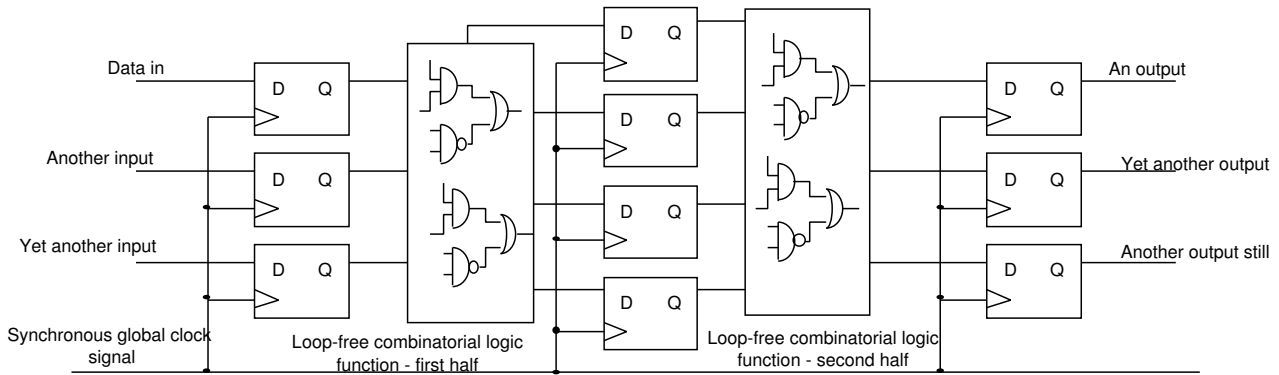 D Q
Data in
D Q
D Q
An output
D Q
Another input
D Q
D Q
Yet another output
D Q
Yet another input
D Q
D Q
Another output still
D Q
Synchronous global clock
signal
Loop-free combinatorial logic
function - first half
Loop-free combinatorial logic
function - second half